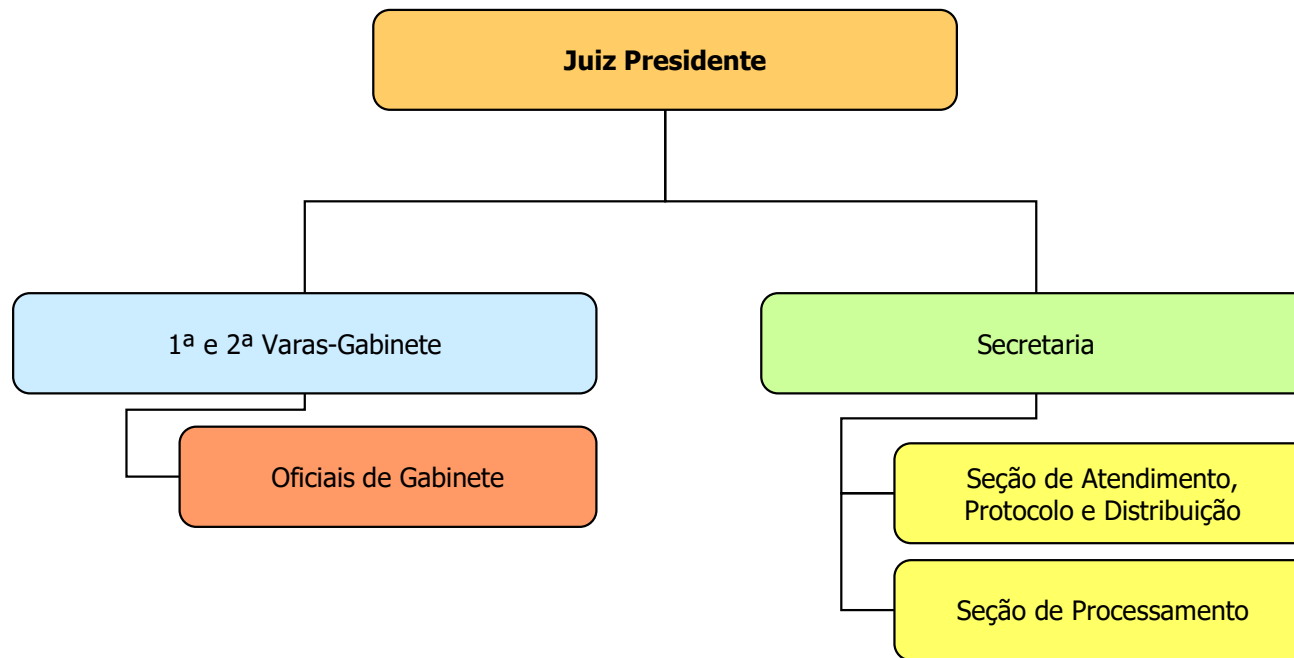 Juiz Presidente
1ª e 2ª Varas-Gabinete
Secretaria
Oficiais de Gabinete
Seção de Atendimento,
Protocolo e Distribuição
Seção de Processamento